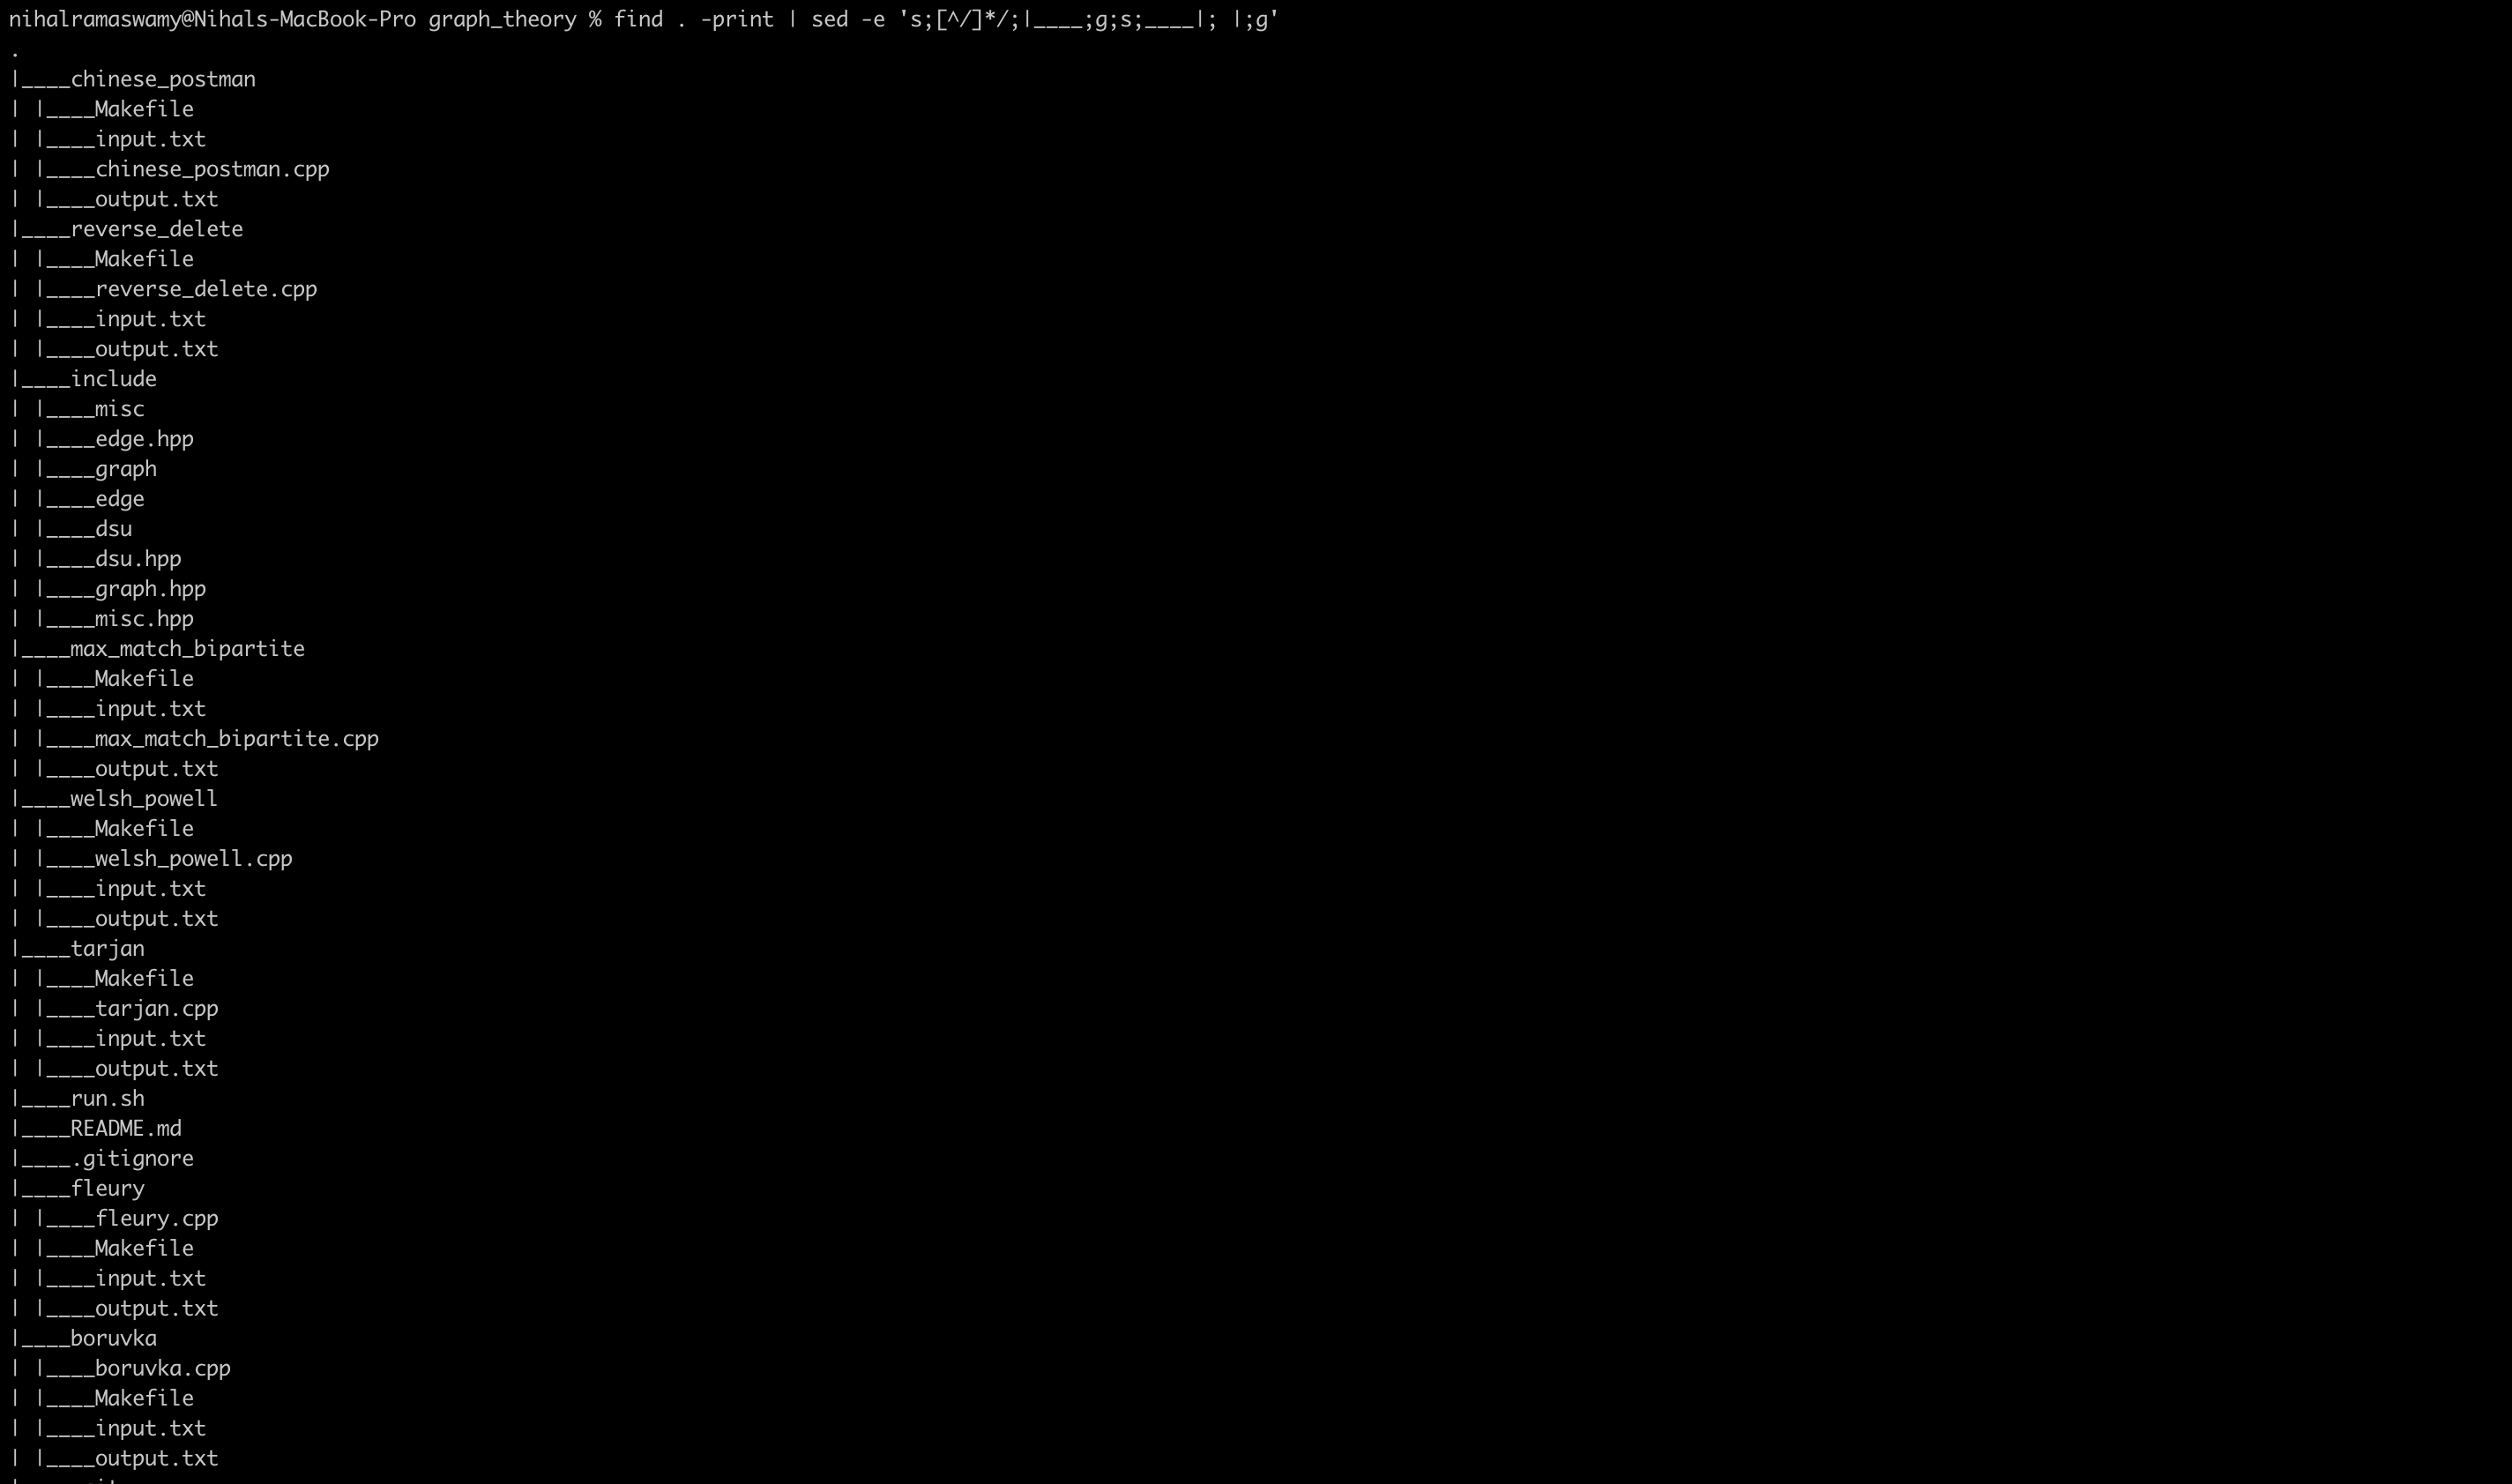 nihalramaswamy@Nihals-MacBook-Pro graph_theory % find . -print | sed -e 's;[^/]*/;|____;g;s;____|; |;g'
.
|____chinese_postman
| |____Makefile
| |____input.txt
| |____chinese_postman.cpp
| |____output.txt
|____reverse_delete
| |____Makefile
| |____reverse_delete.cpp
| |____input.txt
| |____output.txt
|____include
| |____misc
| |____edge.hpp
| |____graph
| |____edge
| |____dsu
| |____dsu.hpp
| |____graph.hpp
| |____misc.hpp
|____max_match_bipartite
| |____Makefile
| |____input.txt
| |____max_match_bipartite.cpp
| |____output.txt
|____welsh_powell
| |____Makefile
| |____welsh_powell.cpp
| |____input.txt
| |____output.txt
|____tarjan
| |____Makefile
| |____tarjan.cpp
| |____input.txt
| |____output.txt
|____run.sh
|____README.md
|____.gitignore
|____fleury
| |____fleury.cpp
| |____Makefile
| |____input.txt
| |____output.txt
|____boruvka
| |____boruvka.cpp
| |____Makefile
| |____input.txt
| |____output.txt